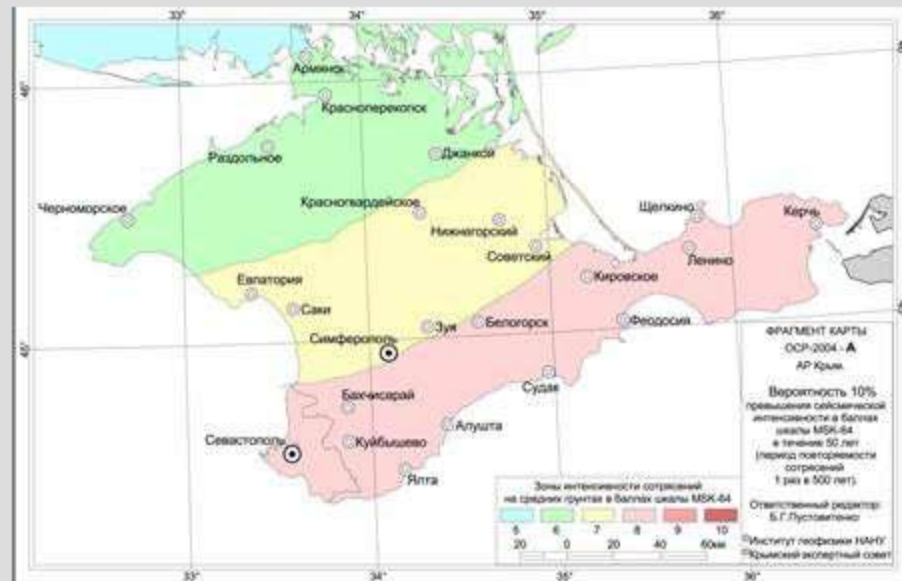 33°
34°
35°
36°
Армянск
Красноперекопск
Раздольное
Джанкой
Черноморское
Красногвардейское
Нижнегорский
Советский
Щелкино
Керчь
Ленино
Кировское
Евпатория
Саки
Зуя
Белогорск
Феодосия
Симферополь
45°
Судак
Бахчисарай
Алушта
Севастополь
Куйбышево
Ялта
ФРАГМЕНТ КАРТЫ
ОСР-2004 - А
АР Крым.
Вероятность 10%
превышения сейсмической
интенсивности в баллах
шкалы MSK-64
в течение 50 лет
(период повторяемости
сотрясений
1 раз в 500 лет).
Ответственный редактор:
Б.Г.Пустовитенко
Институт геофизики НАНУ
Крымский экспертный совет
Зоны интенсивности сотрясений
на средних грунтах в баллах шкалы MSK-64
5 6 7 8 9 10
20 0 20 40 60км
33°
34°
35°
36°